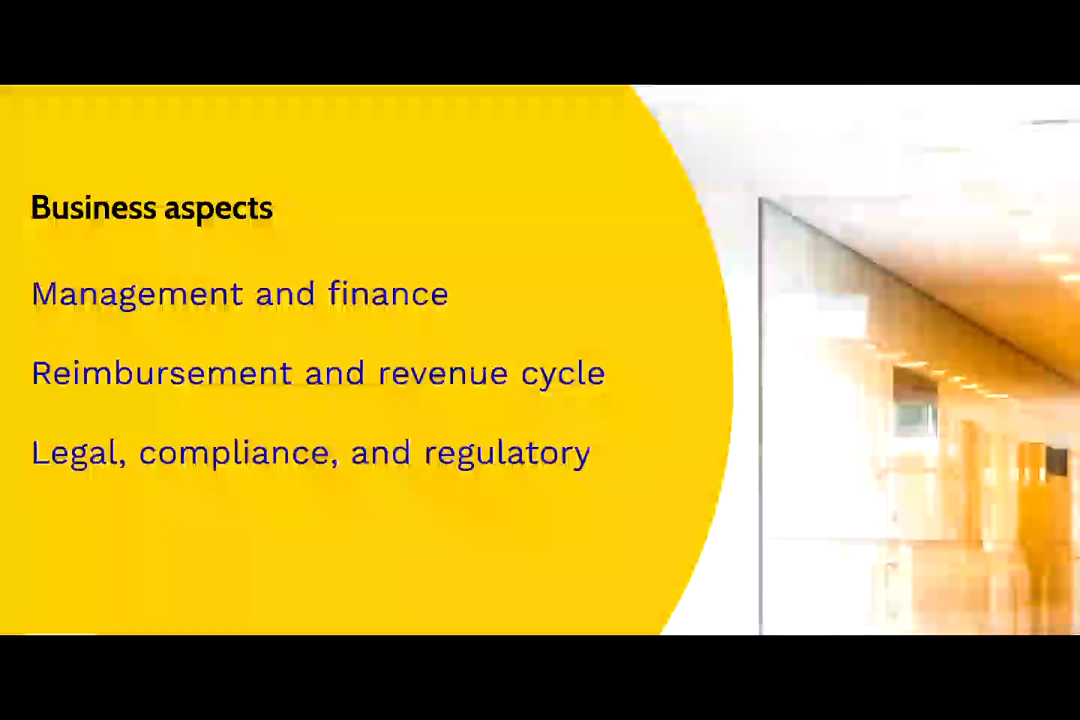 Business aspects
Management and finance
Reimbursement and revenue cycle
Legal, compliance, and regulatory